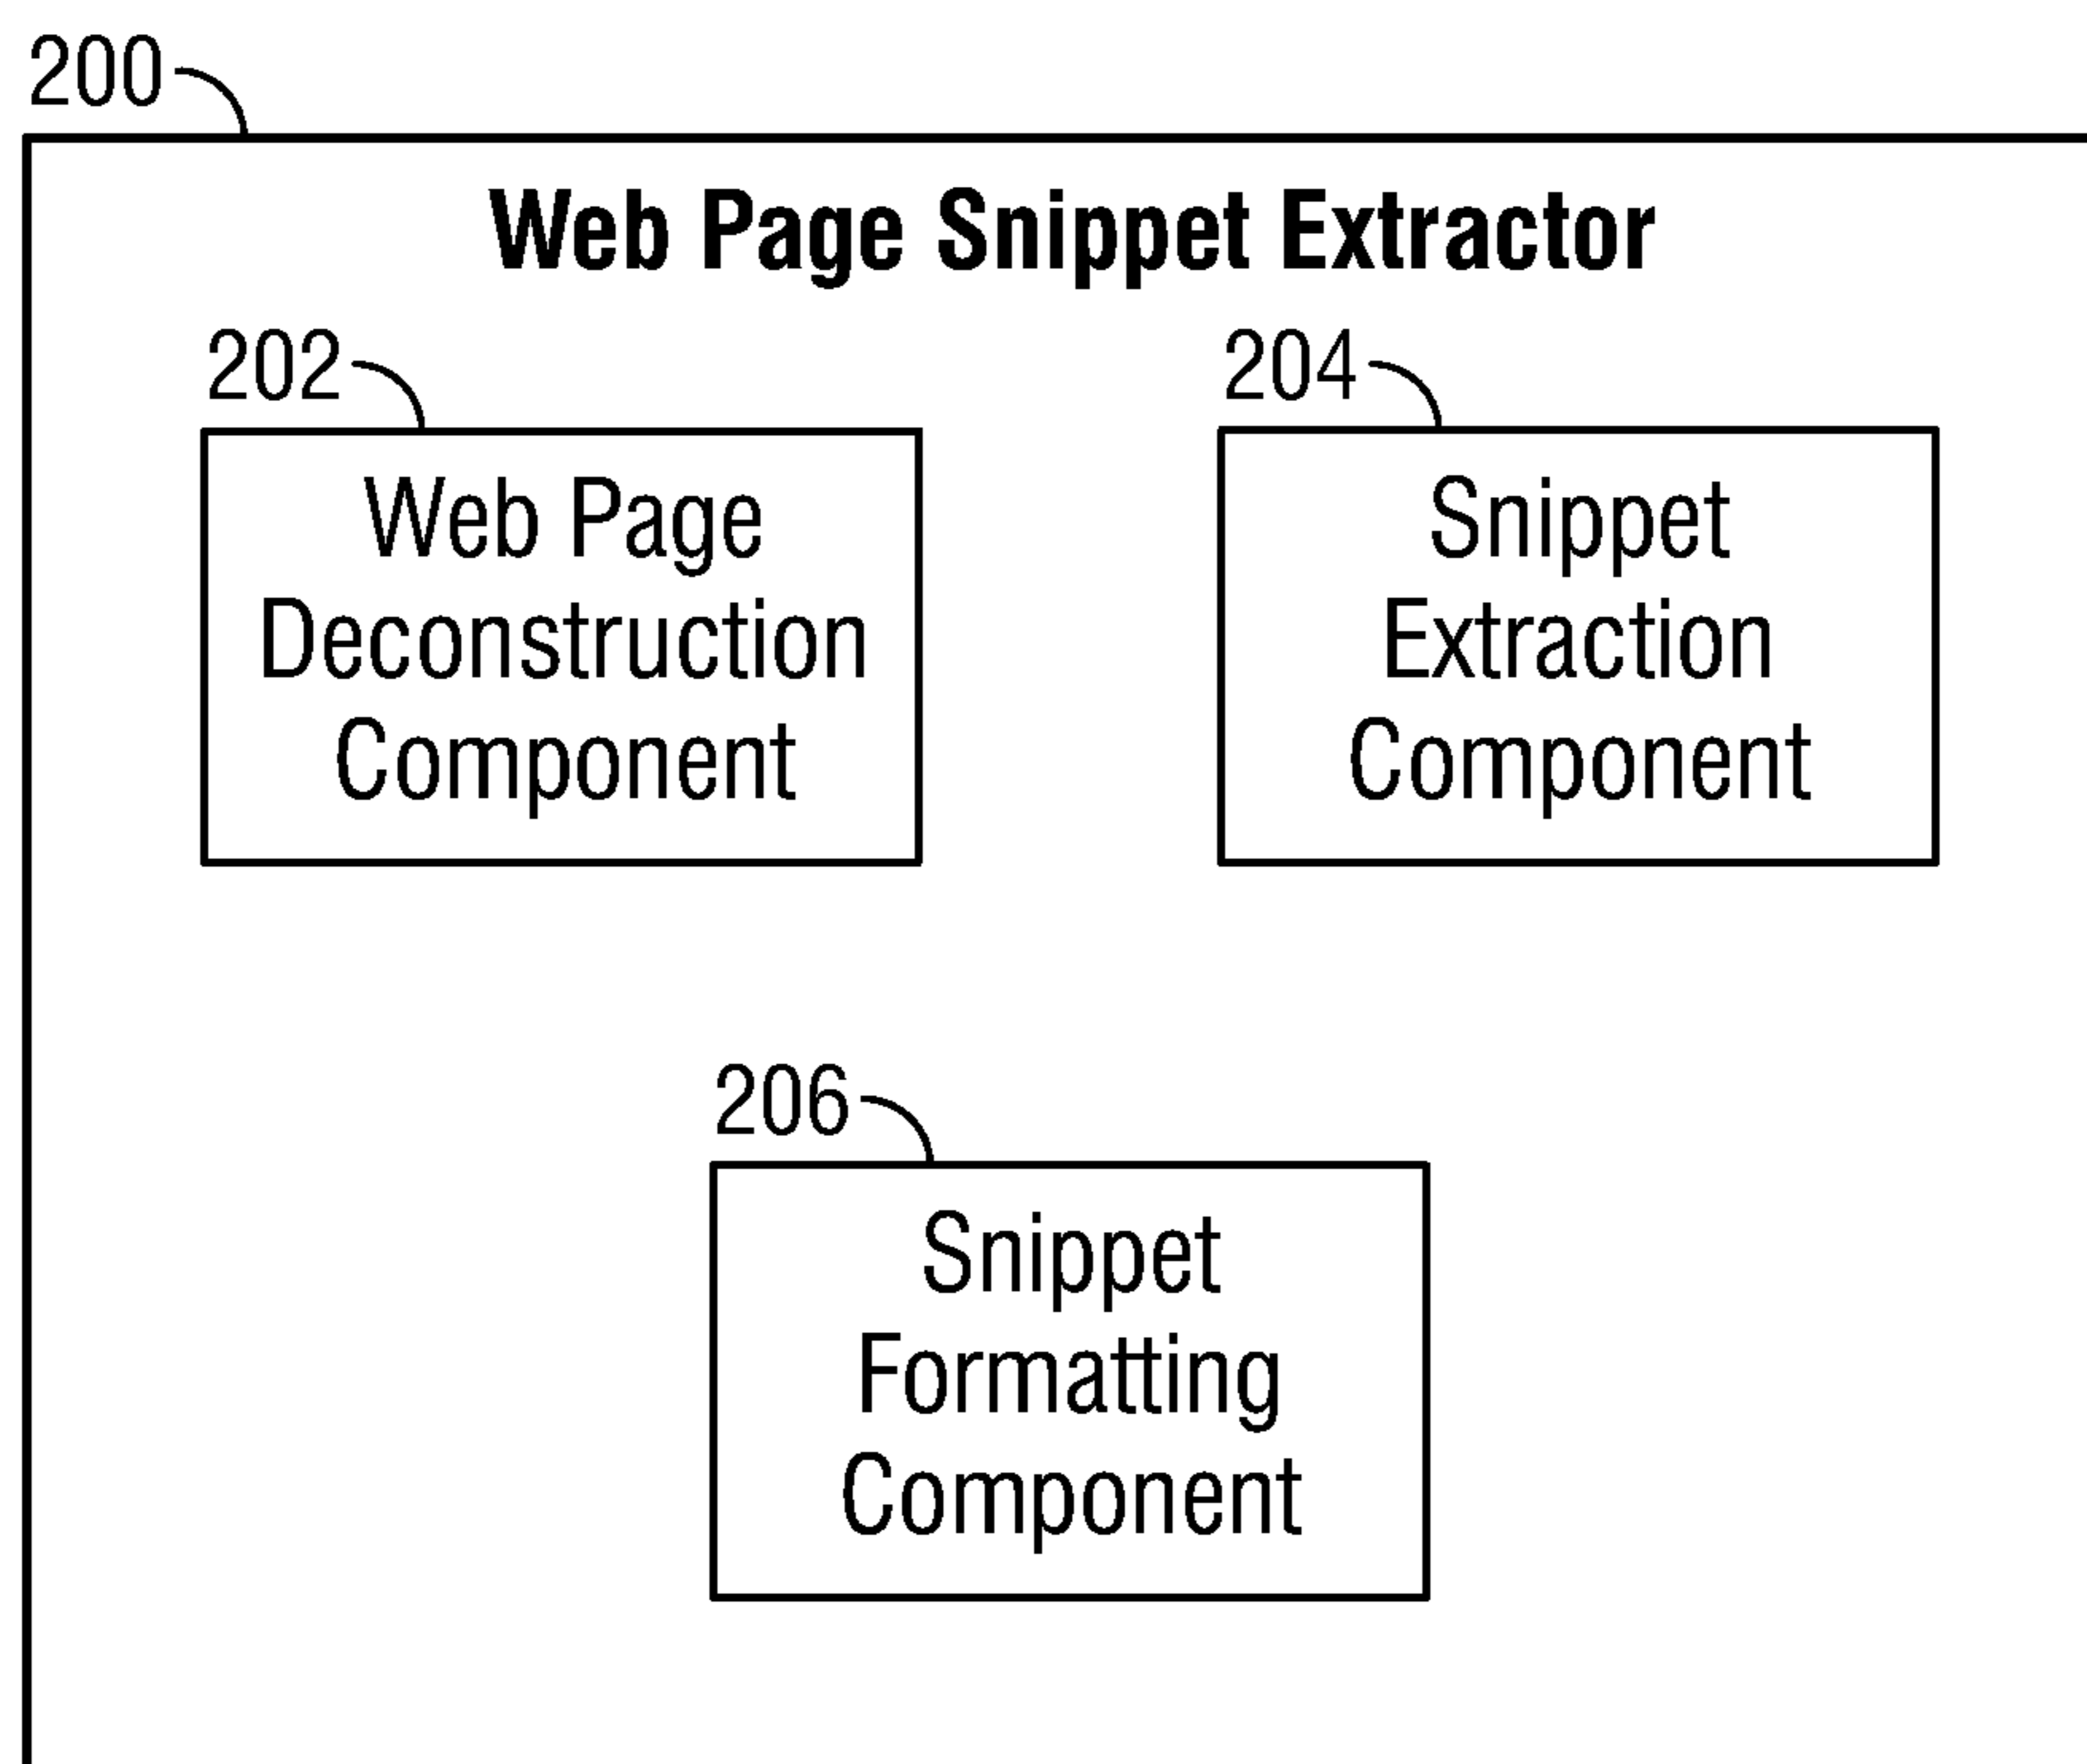 200
Web Page Snippet Extractor
202
204
Web Page
Deconstruction
Component
Snippet
Extraction
Component
206
Snippet
Formatting
Component